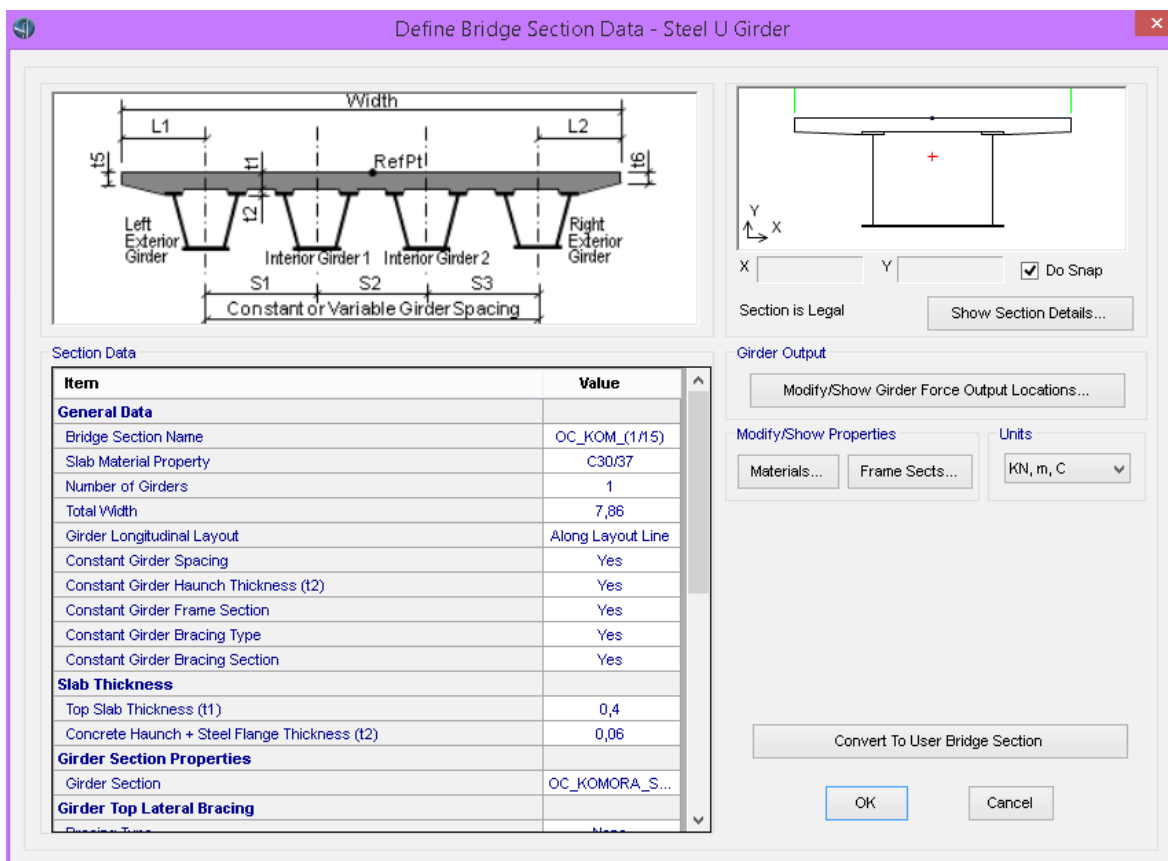 Define Bridge Section Data - Steel U Girder
Width
L1
L2
t5
t1
RefPt
t6
t2
Left
Exterior
Girder
Interior Girder 1
Interior Girder 2
Right
Exterior
Girder
S1
S2
S3
Constant or Variable Girder Spacing
Y
X
X
Y
Do Snap
Section is Legal
Show Section Details...
Section Data
Item Value
General Data
Bridge Section Name OC_KOM_(1/15)
Slab Material Property C30/37
Number of Girders 1
Total Width 7,86
Girder Longitudinal Layout Along Layout Line
Constant Girder Spacing Yes
Constant Girder Haunch Thickness (t2) Yes
Constant Girder Frame Section Yes
Constant Girder Bracing Type Yes
Constant Girder Bracing Section Yes
Slab Thickness
Top Slab Thickness (t1) 0,4
Concrete Haunch + Steel Flange Thickness (t2) 0,06
Girder Section Properties
Girder Section OC_KOMORA_S...
Girder Top Lateral Bracing
Bracing Type None
Girder Output
Modify/Show Girder Force Output Locations...
Modify/Show Properties
Materials...
Frame Sects...
Units
KN, m, C
Convert To User Bridge Section
OK
Cancel